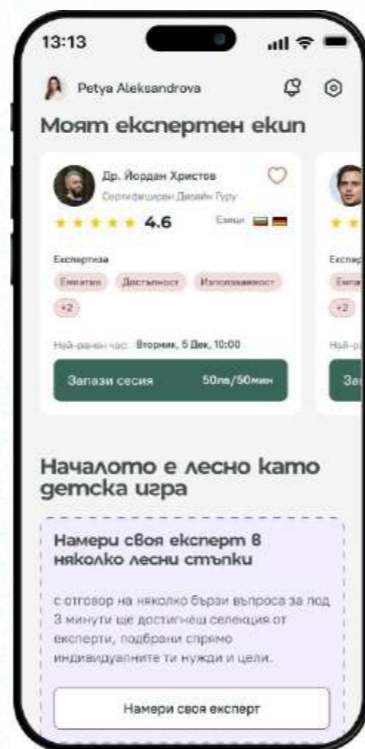 13:13
Petya Aleksandrova
Моят експертен екип
Др. Йордан Христов
Сертифициран Дизайн Гуру
4.6
Езици:
Експертиза
Емпатия Достъпност Използваемост
+2
Най-ранен час: Вторник, 5 Дек, 10:00
Запази сесия 50лв/50мин
Началото е лесно като
детска игра
Намери своя експерт в
няколко лесни стъпки
с отговор на няколко бързи въпроса за под
3 минути ще достигнеш селекция от
експерти, подбрани спрямо
индивидуалните ти нужди и цели.
Намери своя експерт